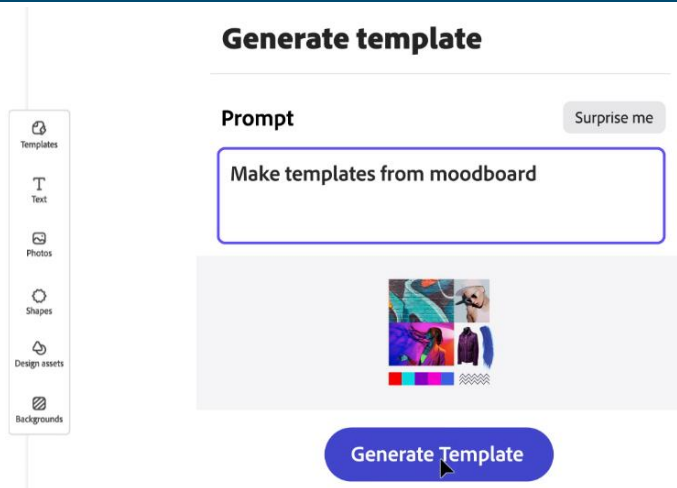 Generate template
Prompt
Surprise me
Make templates from moodboard
Templates
Text
Photos
Shapes
Design assets
Backgrounds
Generate Template